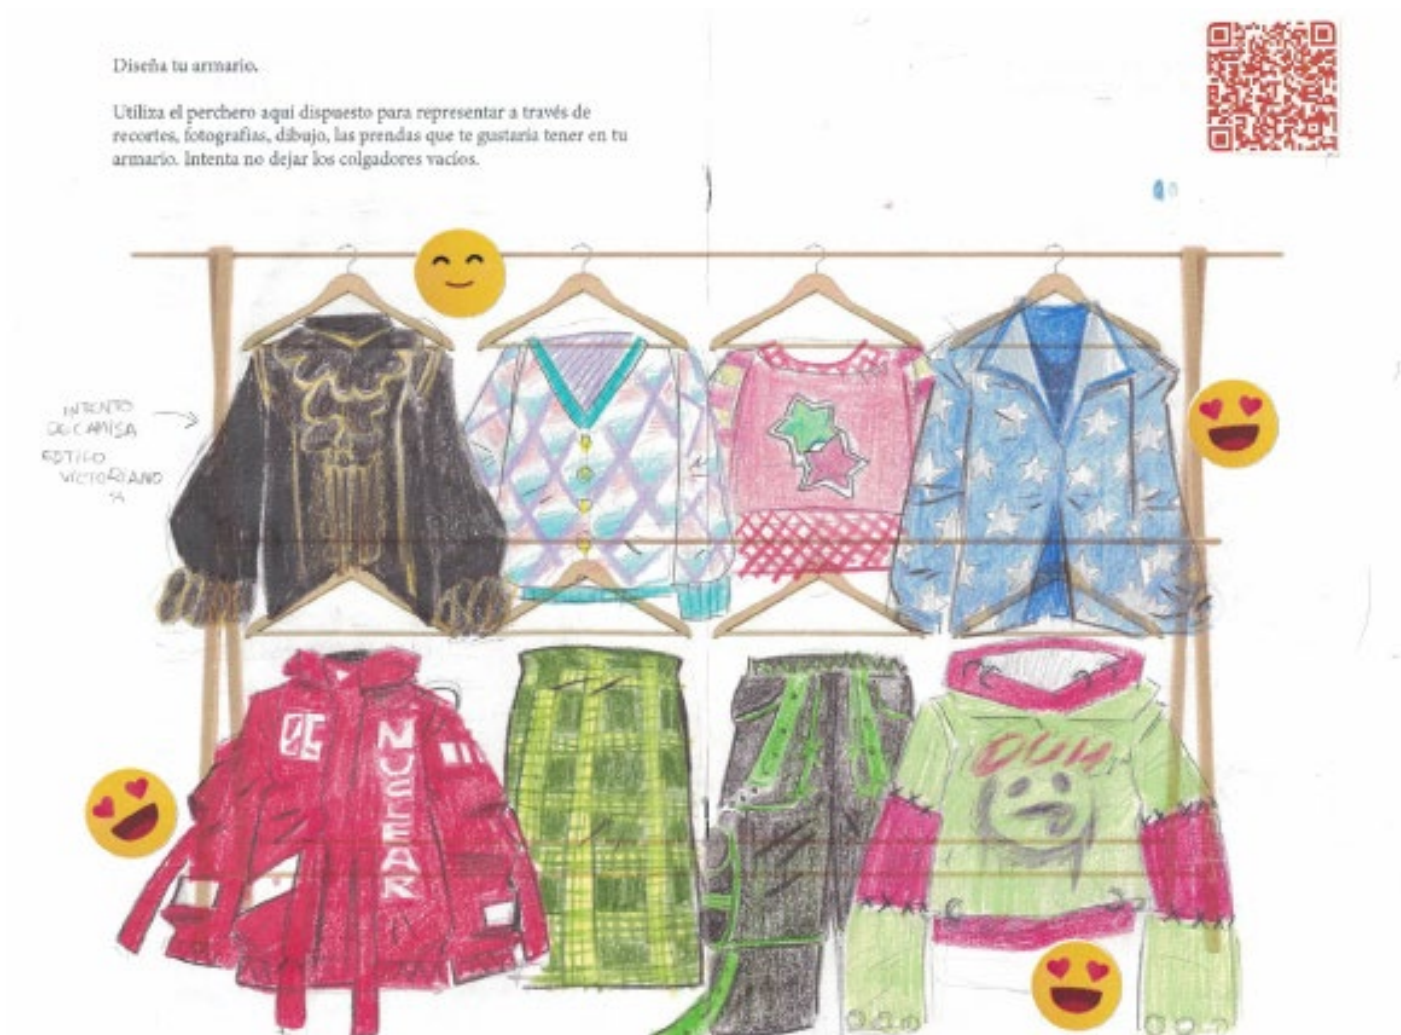 Diseña tu armario.
Utiliza el perchero aquí dispuesto para representar a través de
recortes, fotografías, dibujo, las prendas que te gustaría tener en tu
armario. Intenta no dejar los colgadores vacíos.
INTENTO
DE CAMISA
ESTILO
VICTORIANO
NUCLEAR
OUH